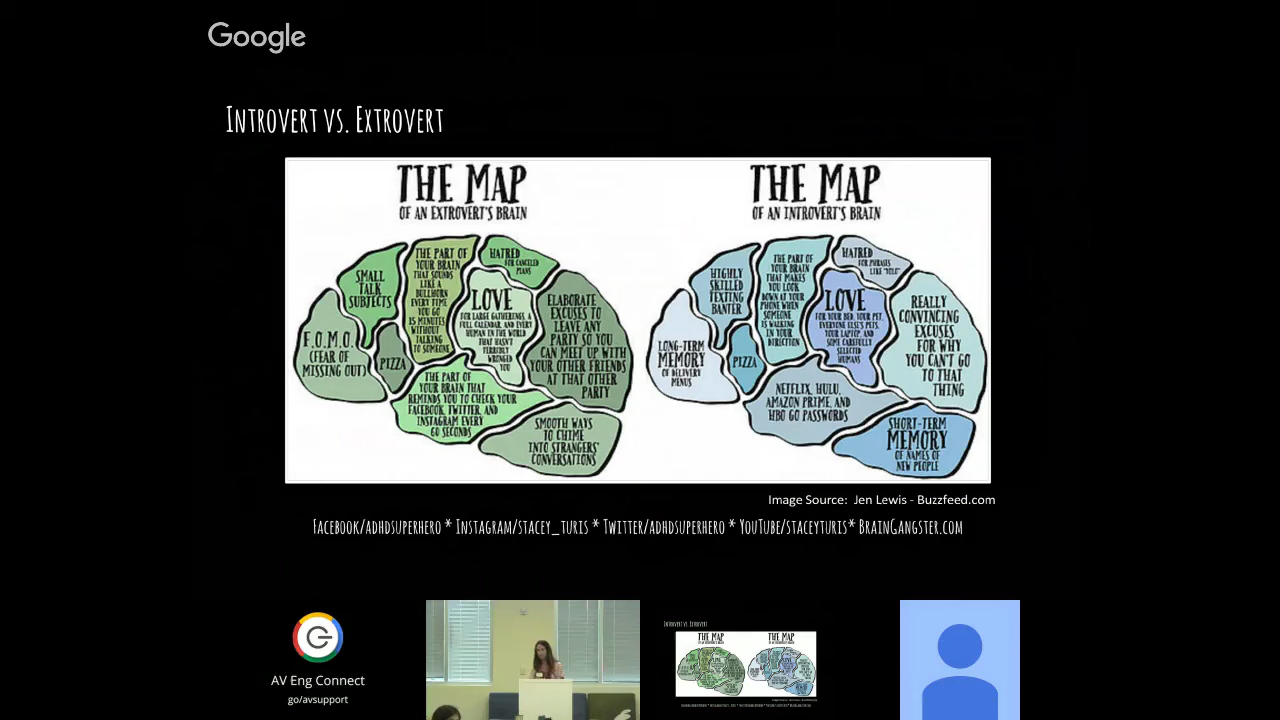 Google
INTROVERT VS. EXTROVERT
THE MAP
OF AN EXTROVERT'S BRAIN
SMALL
TALK
SUBJECTS
THE PART OF
YOUR BRAIN
THAT SOUNDS
LIKE A
BULLHORN
EVERY TIME
YOU GO
15 MINUTES
WITHOUT
TALKING
TO SOMEONE
HATRED
FOR CANCELED
PLANS
LOVE
FOR LARGE GATHERINGS, A
FULL CALENDAR, AND EVERY
HUMAN IN THE WORLD
THAT HASN'T
TERRIBLY
WRONGED
YOU
ELABORATE
EXCUSES TO
LEAVE ANY
PARTY SO YOU
CAN MEET UP WITH
YOUR OTHER FRIENDS
AT THAT OTHER
PARTY
F.O.M.O.
(FEAR OF
MISSING OUT)
PIZZA
THE PART OF
YOUR BRAIN THAT
REMINDS YOU TO CHECK YOUR
FACEBOOK, TWITTER, AND
INSTAGRAM EVERY
60 SECONDS
SMOOTH WAYS
TO CHIME
INTO STRANGERS'
CONVERSATIONS
THE MAP
OF AN INTROVERT'S BRAIN
HIGHLY
SKILLED
TEXTING
BANTER
THE PART OF
YOUR BRAIN
THAT MAKES
YOU LOOK
DOWN AT YOUR
PHONE WHEN
SOMEONE
IS WALKING
IN YOUR
DIRECTION
HATRED
FOR PHRASES
LIKE "YOLO"
LOVE
FOR YOUR BED, YOUR PET,
EVERYONE ELSE'S PETS,
YOUR LAPTOP, AND
SOME CAREFULLY
SELECTED
HUMANS
REALLY
CONVINCING
EXCUSES
FOR WHY
YOU CAN'T GO
TO THAT
THING
LONG-TERM
MEMORY
OF DELIVERY
MENUS
PIZZA
NETFLIX, HULU,
AMAZON PRIME, AND
HBO GO PASSWORDS
SHORT-TERM
MEMORY
OF NAMES OF
NEW PEOPLE
Image Source: Jen Lewis - Buzzfeed.com
FACEBOOK/ADHDSUPERHERO * INSTAGRAM/STACEY_TURIS * TWITTER/ADHDSUPERHERO * YOUTUBE/STACEYTURIS* BRAINGANGSTER.COM
AV Eng Connect
go/avsupport
INTROVERT VS. EXTROVERT
THE MAP
THE MAP